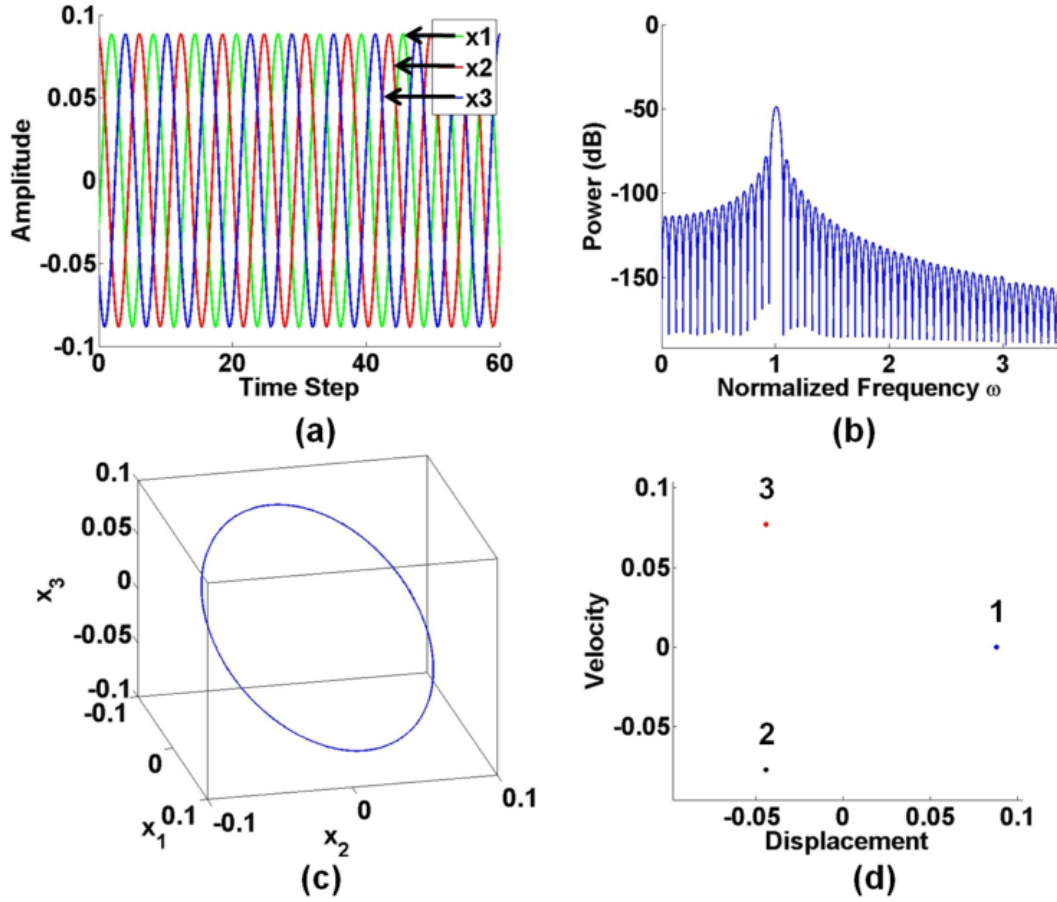 0.1
0.05
0
-0.05
-0.1
Amplitude
0
20
40
60
Time Step
x1
x2
x3
(a)
0
-50
-100
-150
Power (dB)
0
1
2
3
Normalized Frequency ω
(b)
0.1
0.05
0
-0.05
-0.1
x3
-0.1
0
0.1
x1
-0.1
0
0.1
x2
(c)
0.1
0.05
0
-0.05
Velocity
3
1
2
-0.05
0
0.05
0.1
Displacement
(d)